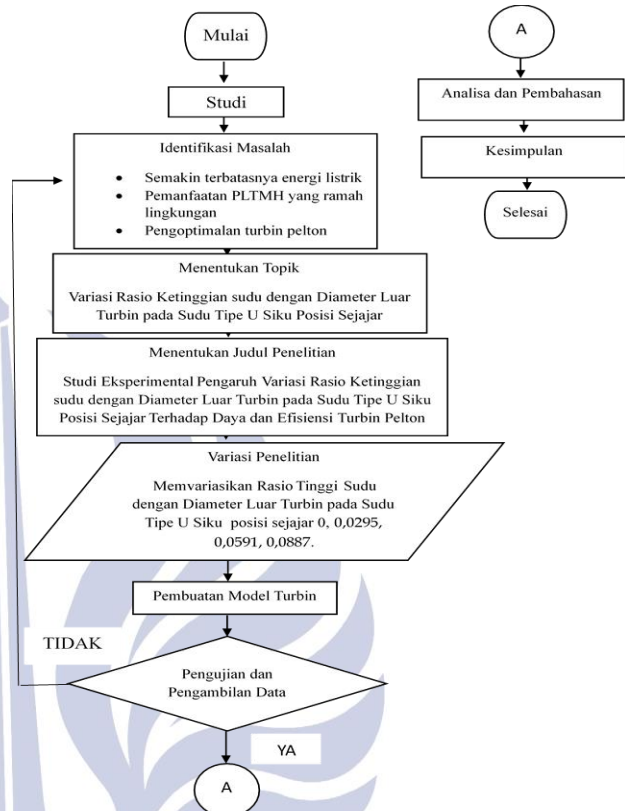 Mulai
Studi
Identifikasi Masalah
• Semakin terbatasnya energi listrik
• Pemanfaatan PLTMH yang ramah
lingkungan
• Pengoptimalan turbin pelton
Menentukan Topik
Variasi Rasio Ketinggian sudu dengan Diameter Luar
Turbin pada Sudu Tipe U Siku Posisi Sejajar
Menentukan Judul Penelitian
Studi Eksperimental Pengaruh Variasi Rasio Ketinggian
sudu dengan Diameter Luar Turbin pada Sudu Tipe U Siku
Posisi Sejajar Terhadap Daya dan Efisiensi Turbin Pelton
Variasi Penelitian
Memvariasikan Rasio Tinggi Sudu
dengan Diameter Luar Turbin pada Sudu
Tipe U Siku posisi sejajar 0, 0,0295,
0,0591, 0,0887.
Pembuatan Model Turbin
TIDAK
Pengujian dan
Pengambilan Data
YA
A
A
Analisa dan Pembahasan
Kesimpulan
Selesai